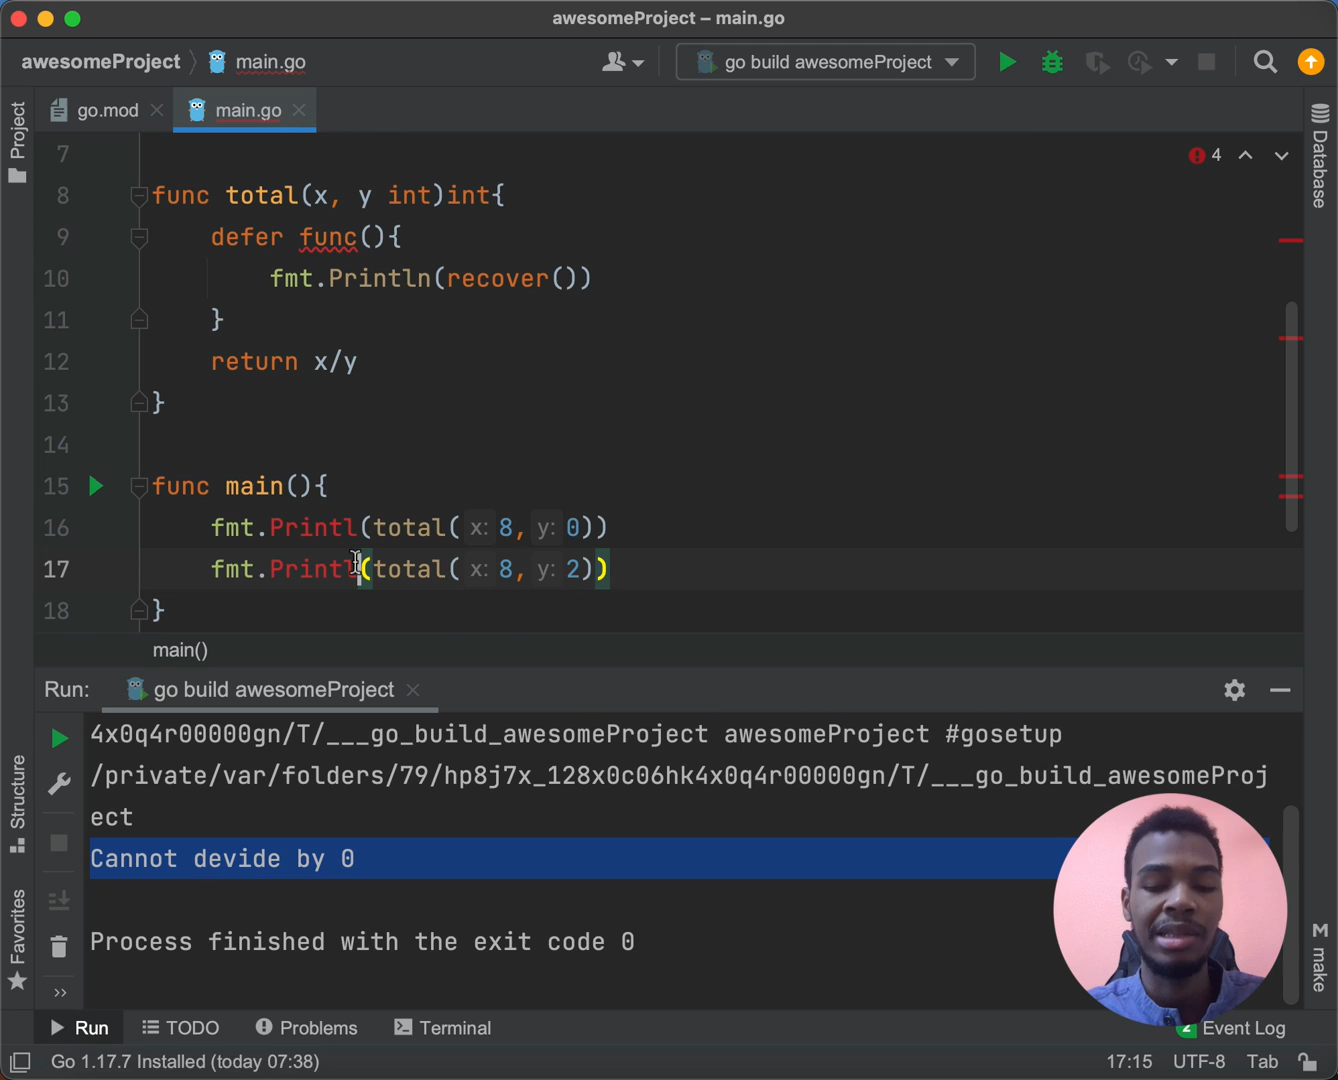 awesomeProject – main.go
awesomeProject
main.go
go build awesomeProject
go.mod
main.go
Project
Database
7
4
8 func total(x, y int)int{
9 defer func(){
10 fmt.Println(recover())
11 }
12 return x/y
13 }
14
15 func main(){
16 fmt.Printl(total( x: 8, y: 0))
17 fmt.Printl(total( x: 8, y: 2))
18 }
main()
Run: go build awesomeProject
4x0q4r00000gn/T/___go_build_awesomeProject awesomeProject #gosetup
/private/var/folders/79/hp8j7x_128x0c06hk4x0q4r00000gn/T/___go_build_awesomeProj
ect
Cannot devide by 0
Process finished with the exit code 0
Structure
Favorites
M make
Run
TODO
Problems
Terminal
2 Event Log
Go 1.17.7 Installed (today 07:38)
17:15 UTF-8 Tab